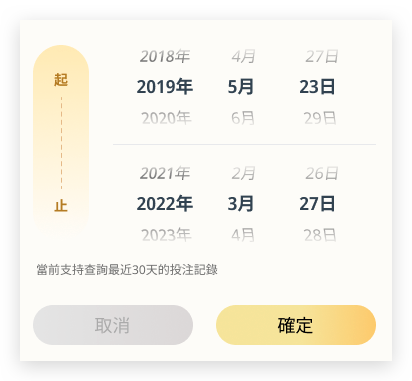 2018年 4月 27日
起 2019年 5月 23日
2020年 6月 29日
2021年 2月 26日
止 2022年 3月 27日
2023年 4月 28日
當前支持查詢最近30天的投注記錄
取消 確定